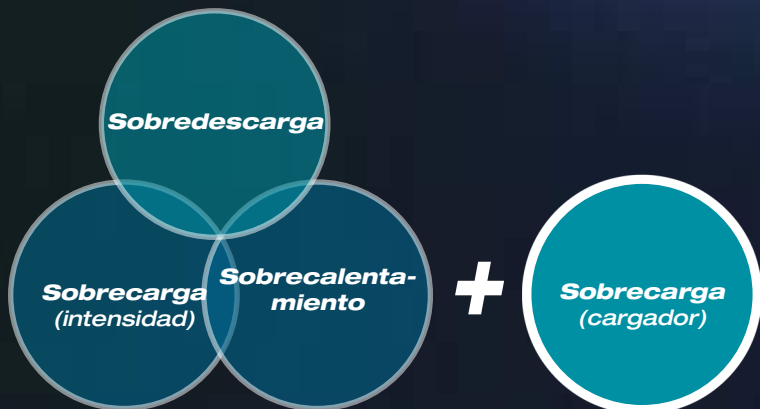 Sobredescarga
Sobrecarga
(intensidad)
Sobrecalenta-
miento
+
Sobrecarga
(cargador)